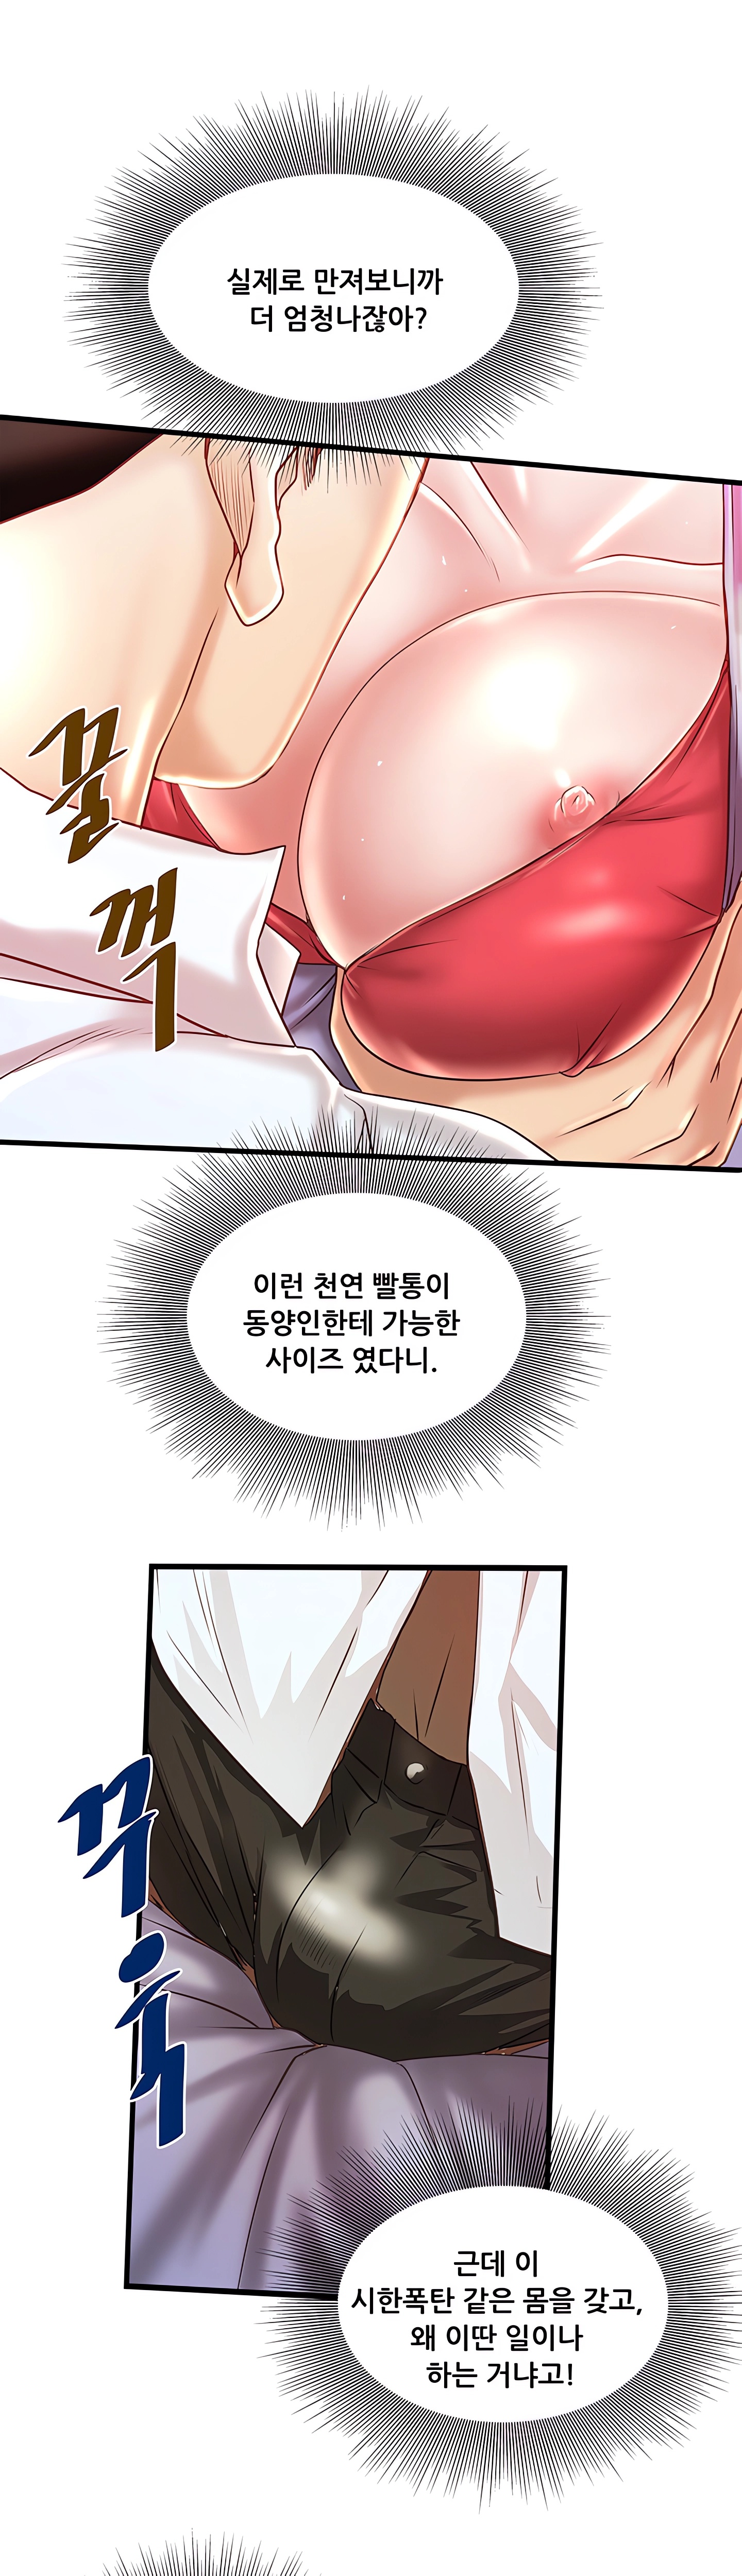 실제로 만져보니까
더 엄청나잖아?
꿀
꺽
이런 천연 빨통이
동양인한테 가능한
사이즈 였다니.
꾸
욱
근데 이
시한폭탄 같은 몸을 갖고,
왜 이딴 일이나
하는 거냐고!